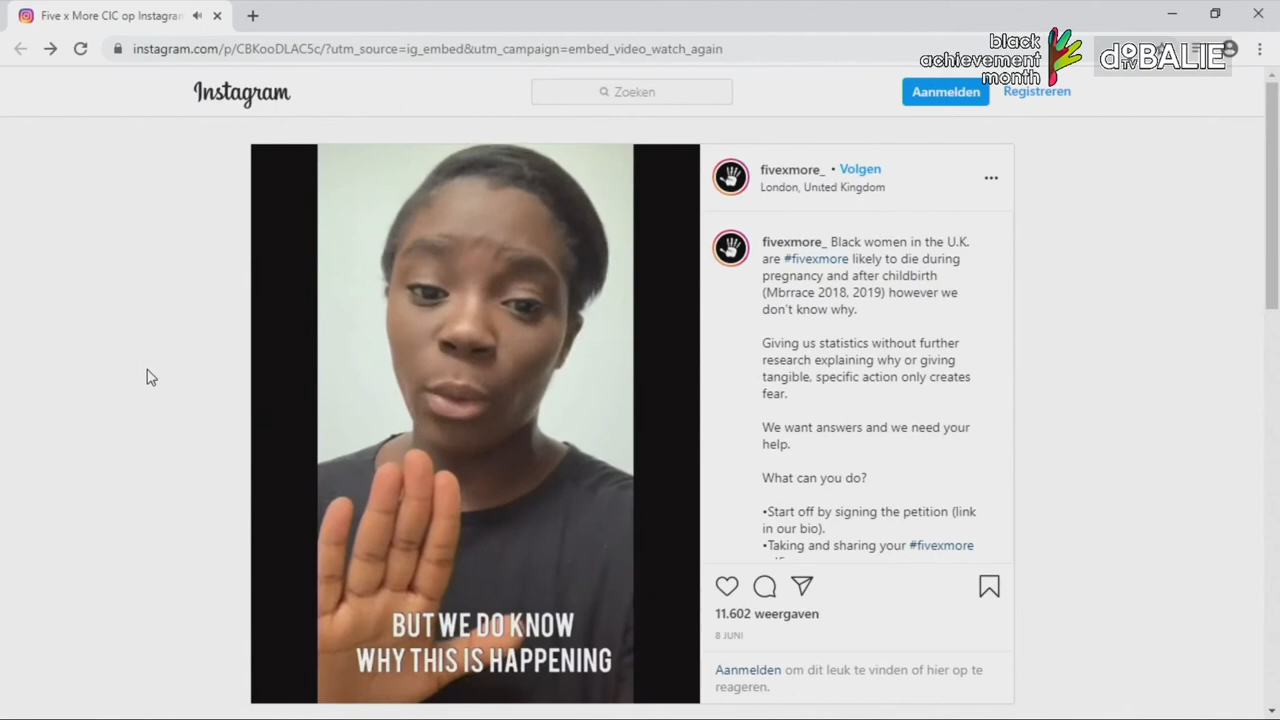 Five x More CIC op Instagram
instagram.com/p/CBKooDLAC5c/?utm_source=ig_embed&utm_campaign=embed_video_watch_again
black
achievement
month
doTV
BALIE
Instagram
Zoeken
Aanmelden
Registreren
fivexmore_ • Volgen
London, United Kingdom
fivexmore_ Black women in the U.K.
are #fivexmore likely to die during
pregnancy and after childbirth
(Mbrrace 2018, 2019) however we
don't know why.
Giving us statistics without further
research explaining why or giving
tangible, specific action only creates
fear.
We want answers and we need your
help.
What can you do?
•Start off by signing the petition (link
in our bio).
•Taking and sharing your #fivexmore
11.602 weergaven
8 JUNI
Aanmelden om dit leuk te vinden of hier op te
reageren.
BUT WE DO KNOW
WHY THIS IS HAPPENING